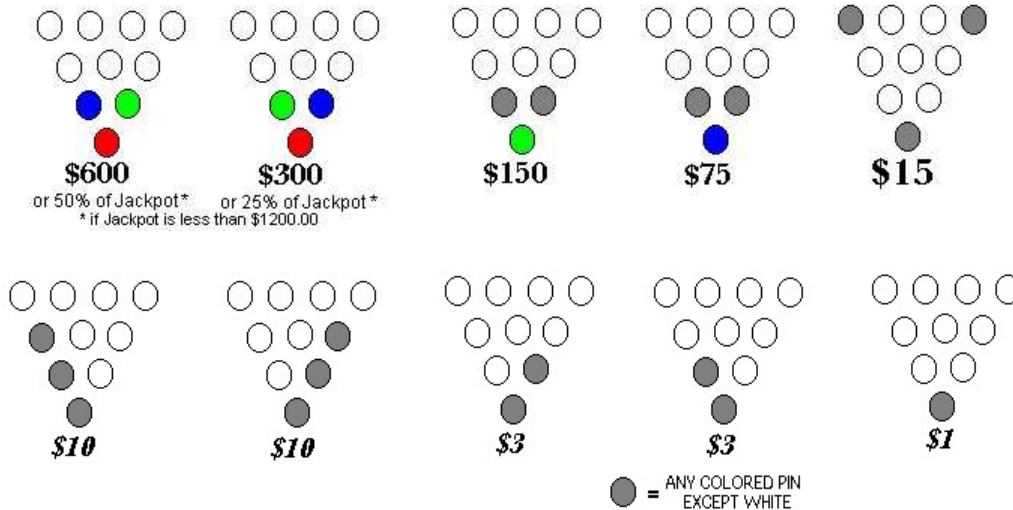 $600 $300 $150 $75 $15
or 50% of Jackpot* or 25% of Jackpot*
* if Jackpot is less than $1200.00
$10 $10 $3 $3 $1
= ANY COLORED PIN
EXCEPT WHITE